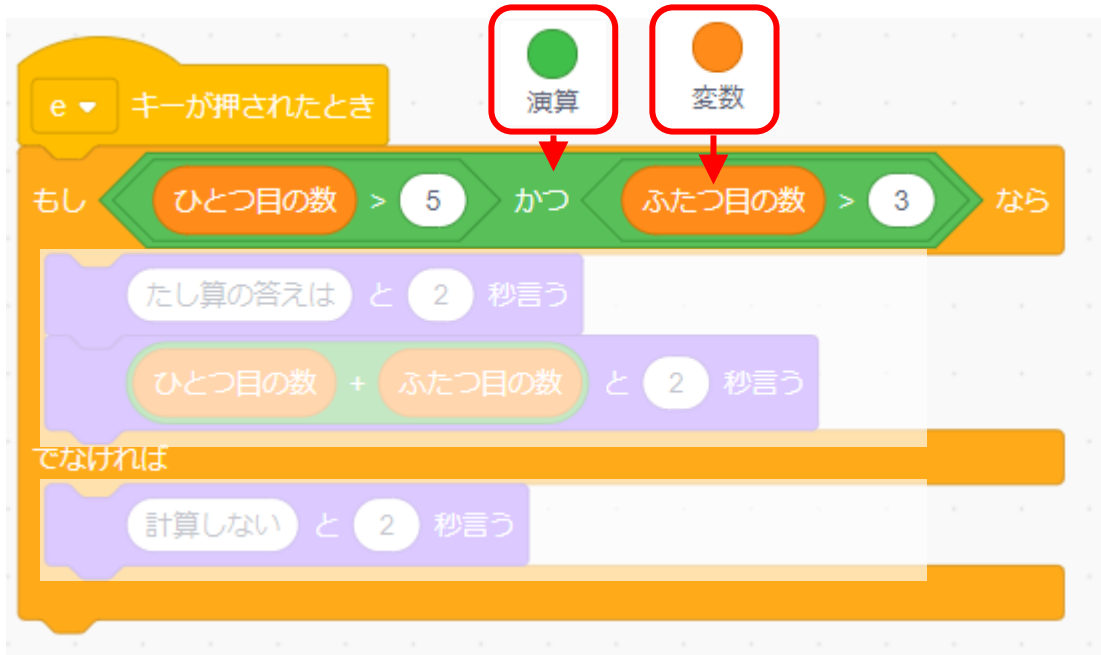 演算
変数
e キーが押されたとき
もし ひとつ目の数 > 5 かつ ふたつ目の数 > 3 なら
たし算の答えは と 2 秒言う
ひとつ目の数 + ふたつ目の数 と 2 秒言う
でなければ
計算しない と 2 秒言う